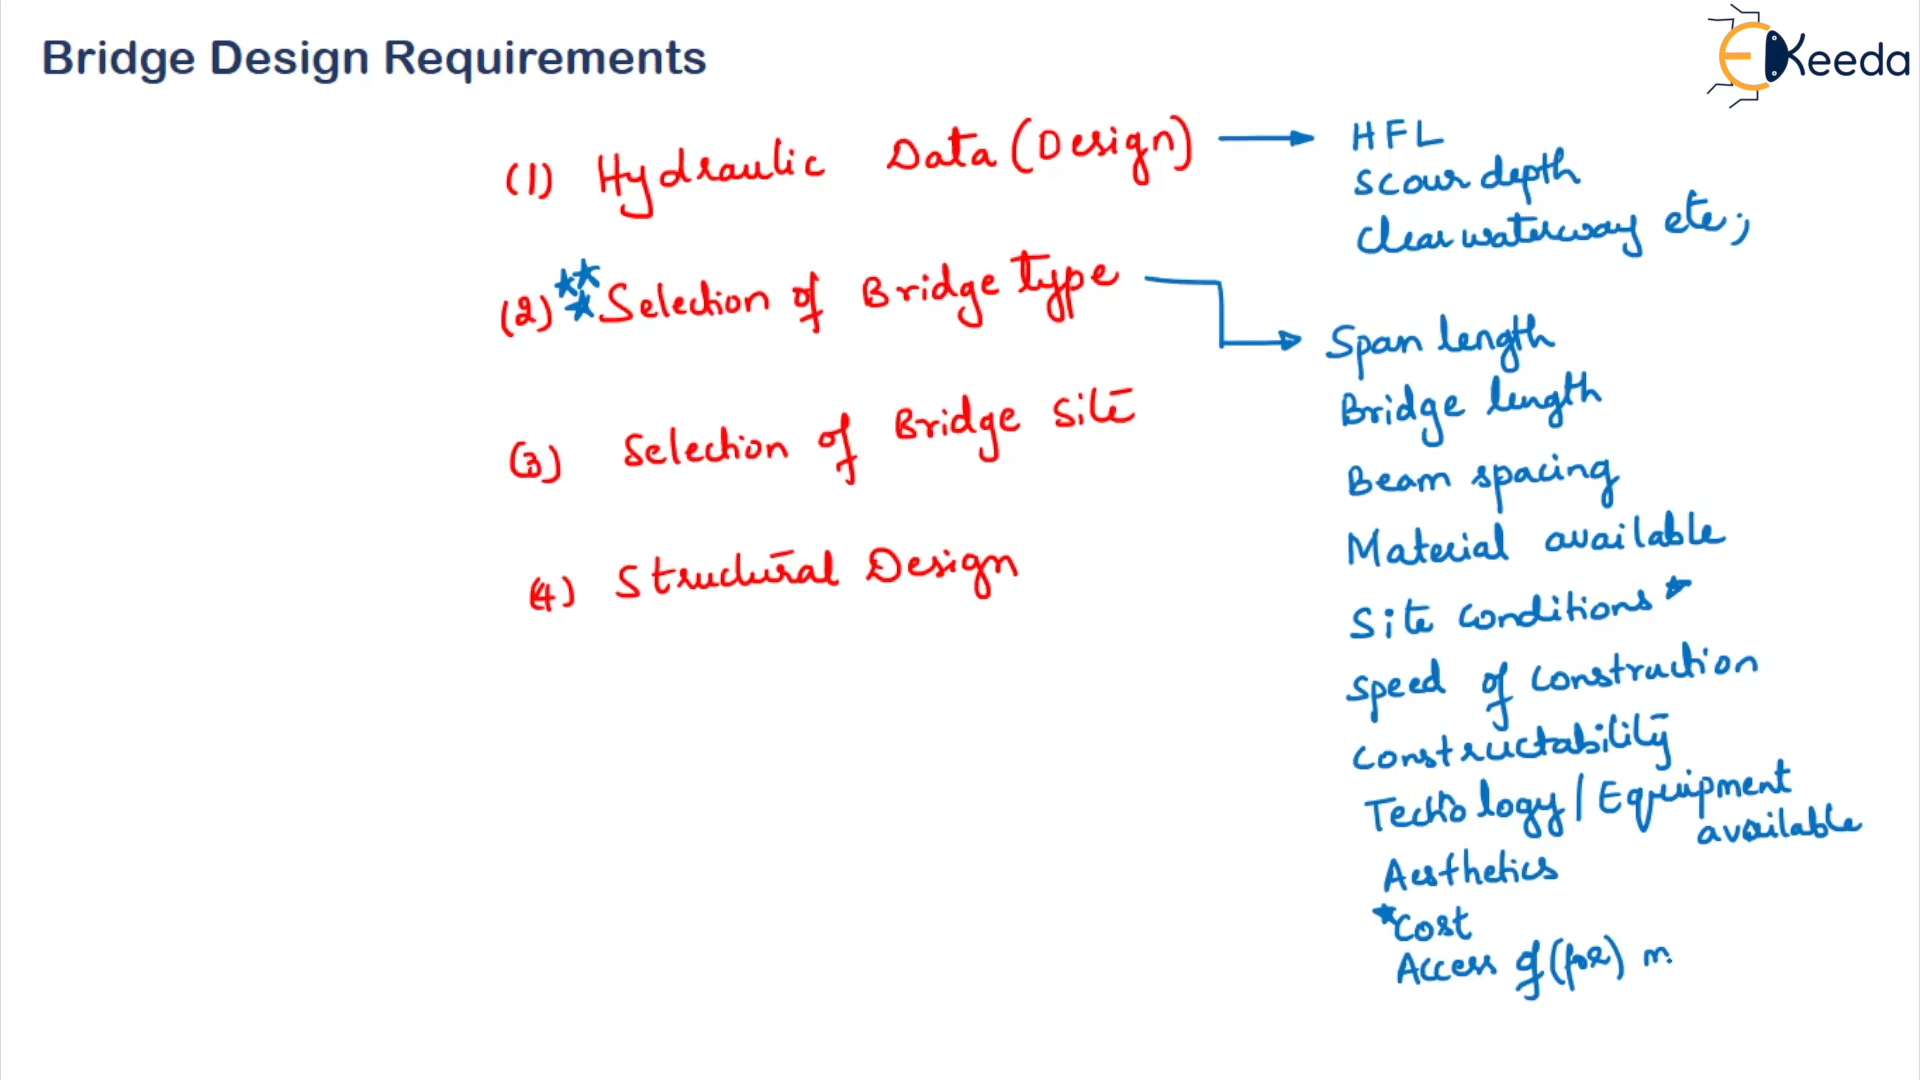 Bridge Design Requirements
EKeeda
(1) Hydraulic Data (Design)
HFL
Scour depth
Clear waterway etc;
(2) Selection of Bridge type
Span length
Bridge length
Beam spacing
Material available
Site conditions
Speed of construction
Constructability
Techology / Equipment
available
Aesthetics
Cost
Access of (for) m
(3) Selection of Bridge site
(4) Structural Design